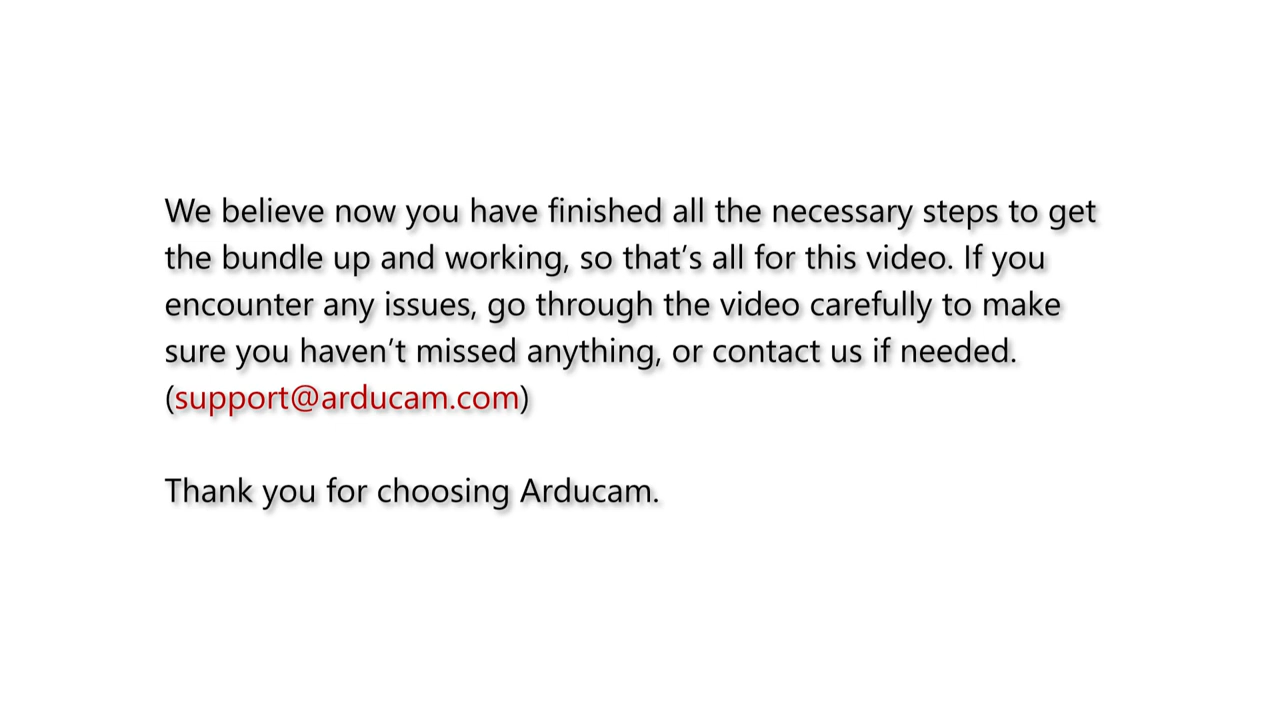 We believe now you have finished all the necessary steps to get
the bundle up and working, so that’s all for this video. If you
encounter any issues, go through the video carefully to make
sure you haven’t missed anything, or contact us if needed.
(support@arducam.com)
Thank you for choosing Arducam.